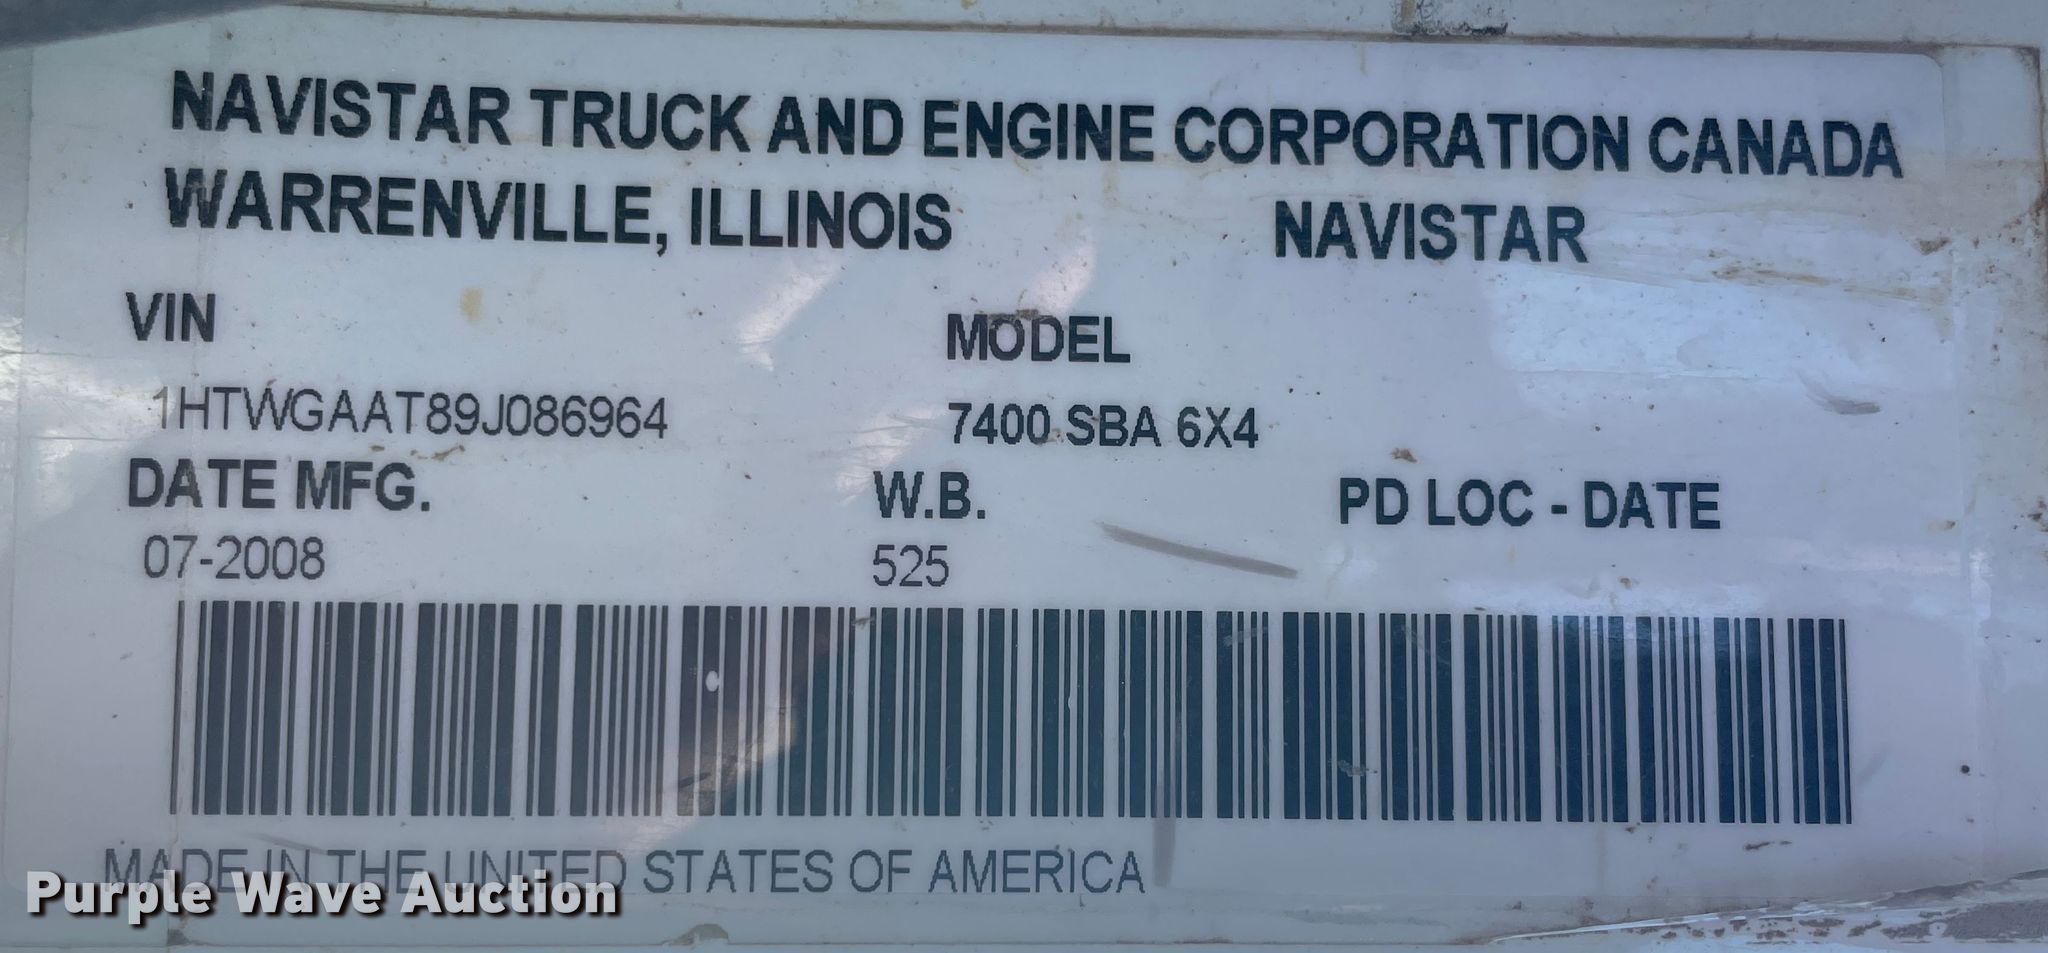 NAVISTAR TRUCK AND ENGINE CORPORATION CANADA
WARRENVILLE, ILLINOIS NAVISTAR
VIN MODEL
1HTWGAAT89J086964 7400 SBA 6X4
DATE MFG. W.B. PD LOC - DATE
07-2008 525
MADE IN THE UNITED STATES OF AMERICA
Purple Wave Auction